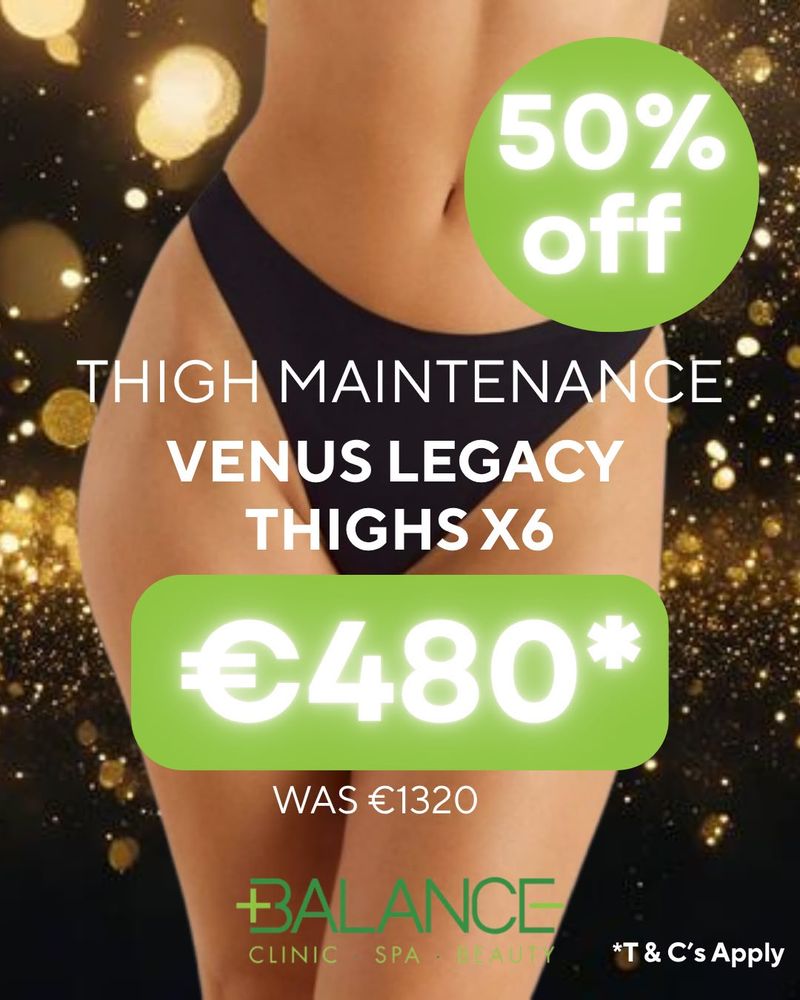 50%
off
THIGH MAINTENANCE
VENUS LEGACY
THIGHS X6
€480*
WAS €1320
+BALANCE
CLINIC · SPA · BEAUTY
*T & C's Apply